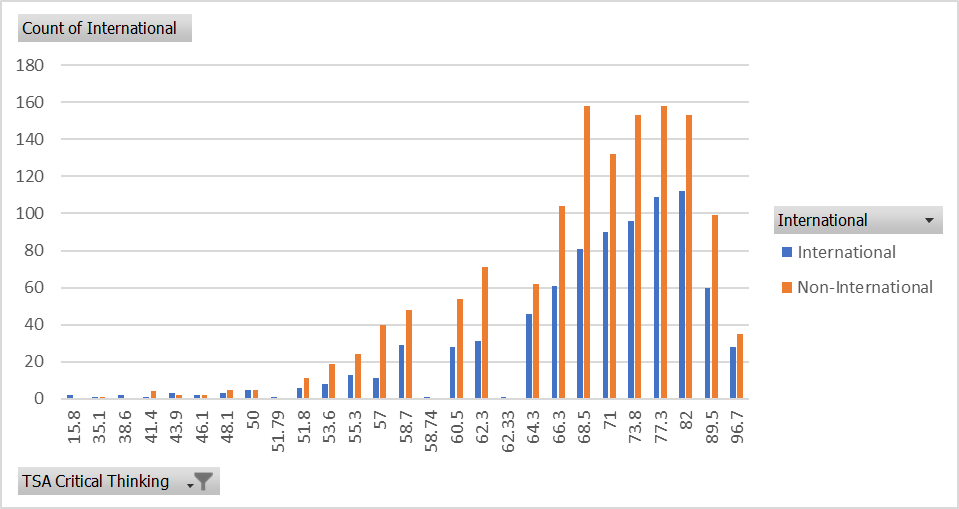 Count of International
180
160
140
120
100
80
60
40
20
0
15.8 35.1 38.6 41.4 43.9 46.1 48.1 50 51.79 51.8 53.6 55.3 57 58.7 58.74 60.5 62.3 62.33 64.3 66.3 68.5 71 73.8 77.3 82 89.5 96.7
International
International
Non-International
TSA Critical Thinking